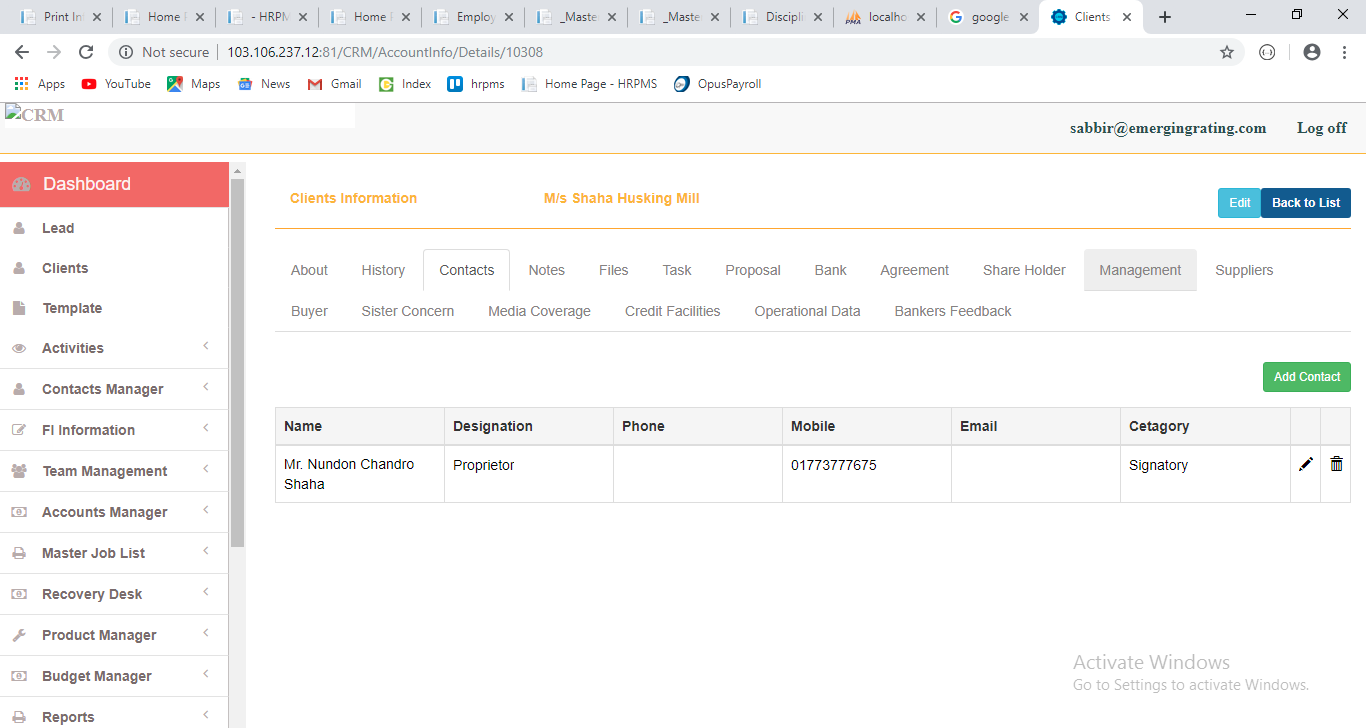 Print In
Home P
- HRPM
Home P
Employ
_Master
_Master
Discipli
localho
google
Clients
Not secure
103.106.237.12:81/CRM/AccountInfo/Details/10308
Apps
YouTube
Maps
News
Gmail
Index
hrpms
Home Page - HRPMS
OpusPayroll
CRM
sabbir@emergingrating.com
Log off
Dashboard
Lead
Clients
Template
Activities
Contacts Manager
FI Information
Team Management
Accounts Manager
Master Job List
Recovery Desk
Product Manager
Budget Manager
Reports
Clients Information
M/s Shaha Husking Mill
Edit
Back to List
About History Contacts Notes Files Task Proposal Bank Agreement Share Holder Management Suppliers
Buyer Sister Concern Media Coverage Credit Facilities Operational Data Bankers Feedback
Add Contact
Name Designation Phone Mobile Email Cetagory
Mr. Nundon Chandro Proprietor 01773777675 Signatory
Shaha
Activate Windows
Go to Settings to activate Windows.